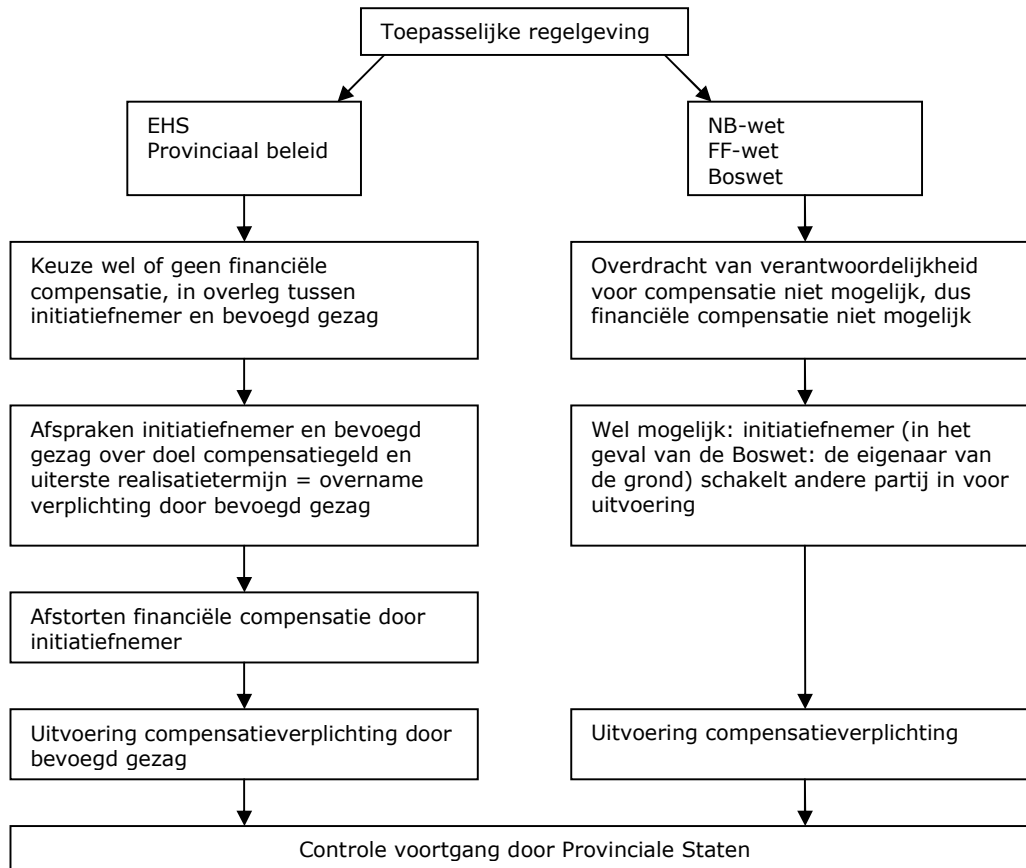 Toepasselijke regelgeving
EHS
Provinciaal beleid
NB-wet
FF-wet
Boswet
Keuze wel of geen financiële
compensatie, in overleg tussen
initiatiefnemer en bevoegd gezag
Overdracht van verantwoordelijkheid
voor compensatie niet mogelijk, dus
financiële compensatie niet mogelijk
Afspraken initiatiefnemer en bevoegd
gezag over doel compensatiegeld en
uiterste realisatietermijn = overname
verplichting door bevoegd gezag
Wel mogelijk: initiatiefnemer (in het
geval van de Boswet: de eigenaar van
de grond) schakelt andere partij in voor
uitvoering
Afstorten financiële compensatie door
initiatiefnemer
Uitvoering compensatieverplichting door
bevoegd gezag
Uitvoering compensatieverplichting
Controle voortgang door Provinciale Staten